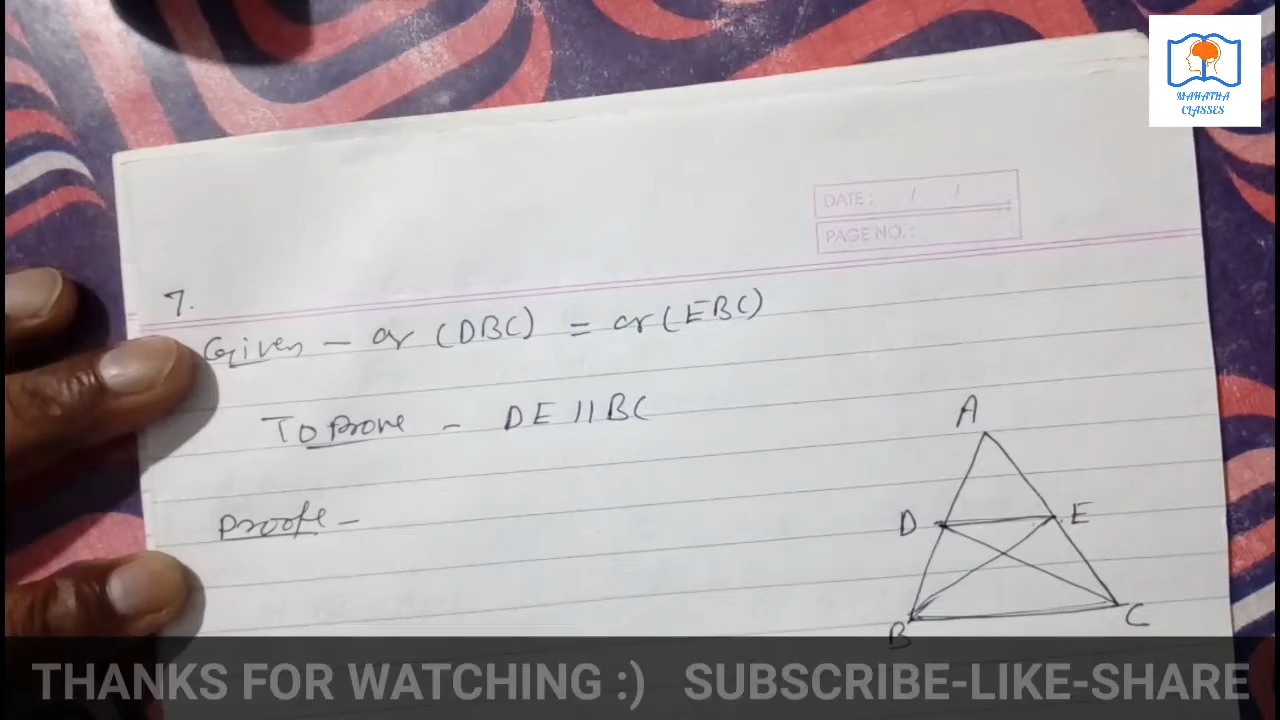 MAHATHA
CLASSES
DATE : / /
PAGE NO. :
7.
Given - ar (DBC) = ar (EBC)
To prove - DE || BC
A
D E
Proofe -
B C
THANKS FOR WATCHING :) SUBSCRIBE-LIKE-SHARE